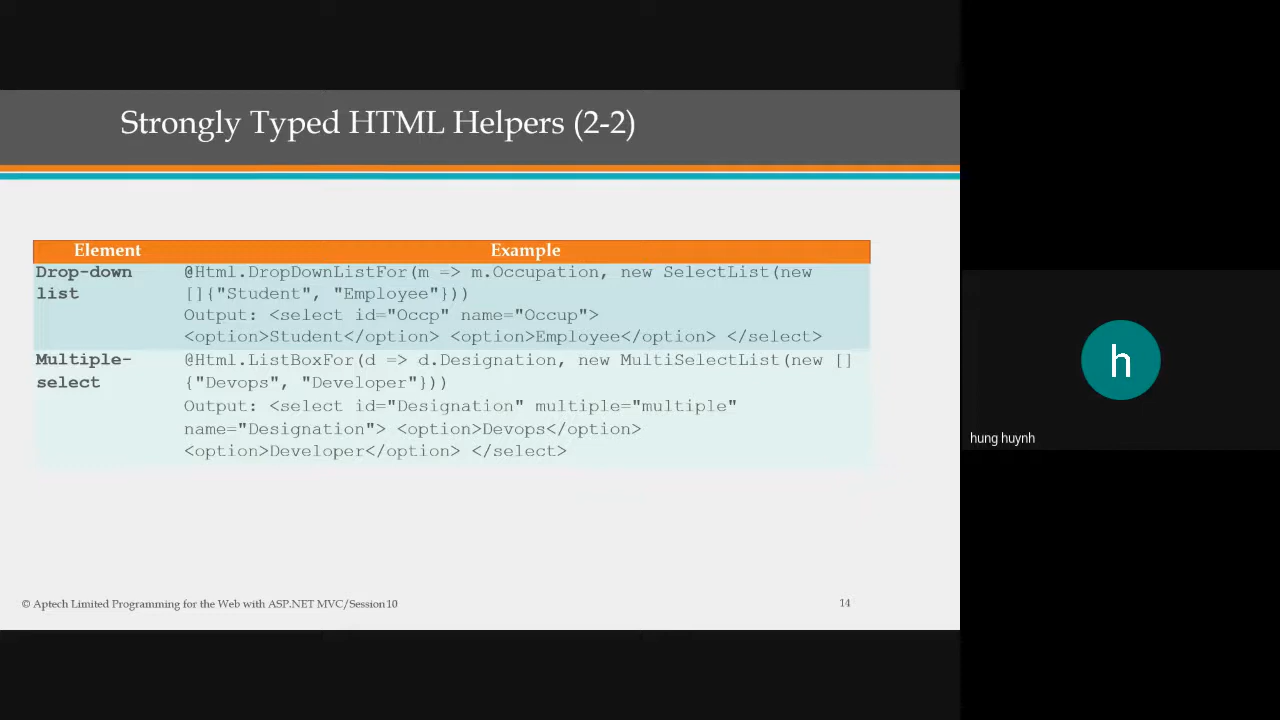 Strongly Typed HTML Helpers (2-2)
Element Example
Drop-down @Html.DropDownListFor(m => m.Occupation, new SelectList(new
list []{"Student", "Employee"}))
Output: <select id="Occp" name="Occup">
<option>Student</option> <option>Employee</option> </select>
Multiple- @Html.ListBoxFor(d => d.Designation, new MultiSelectList(new []
select {"Devops", "Developer"}))
Output: <select id="Designation" multiple="multiple"
name="Designation"> <option>Devops</option>
<option>Developer</option> </select>
© Aptech Limited Programming for the Web with ASP.NET MVC/Session10 14
h
hung huynh